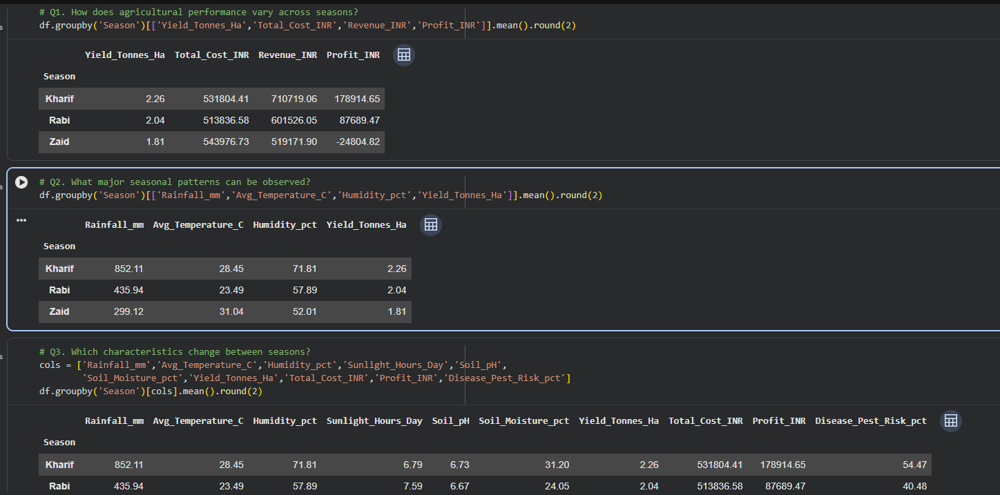 # Q1. How does agricultural performance vary across seasons?
df.groupby('Season')[['Yield_Tonnes_Ha','Total_Cost_INR','Revenue_INR','Profit_INR']].mean().round(2)
Yield_Tonnes_Ha Total_Cost_INR Revenue_INR Profit_INR
Season
Kharif 2.26 531804.41 710719.06 178914.65
Rabi 2.04 513836.58 601526.05 87689.47
Zaid 1.81 543976.73 519171.90 -24804.82
# Q2. What major seasonal patterns can be observed?
df.groupby('Season')[['Rainfall_mm','Avg_Temperature_C','Humidity_pct','Yield_Tonnes_Ha']].mean().round(2)
Rainfall_mm Avg_Temperature_C Humidity_pct Yield_Tonnes_Ha
Season
Kharif 852.11 28.45 71.81 2.26
Rabi 435.94 23.49 57.89 2.04
Zaid 299.12 31.04 52.01 1.81
# Q3. Which characteristics change between seasons?
cols = ['Rainfall_mm','Avg_Temperature_C','Humidity_pct','Sunlight_Hours_Day','Soil_pH',
'Soil_Moisture_pct','Yield_Tonnes_Ha','Total_Cost_INR','Profit_INR','Disease_Pest_Risk_pct']
df.groupby('Season')[cols].mean().round(2)
Rainfall_mm Avg_Temperature_C Humidity_pct Sunlight_Hours_Day Soil_pH Soil_Moisture_pct Yield_Tonnes_Ha Total_Cost_INR Profit_INR Disease_Pest_Risk_pct
Season
Kharif 852.11 28.45 71.81 6.79 6.73 31.20 2.26 531804.41 178914.65 54.47
Rabi 435.94 23.49 57.89 7.59 6.67 24.05 2.04 513836.58 87689.47 40.48